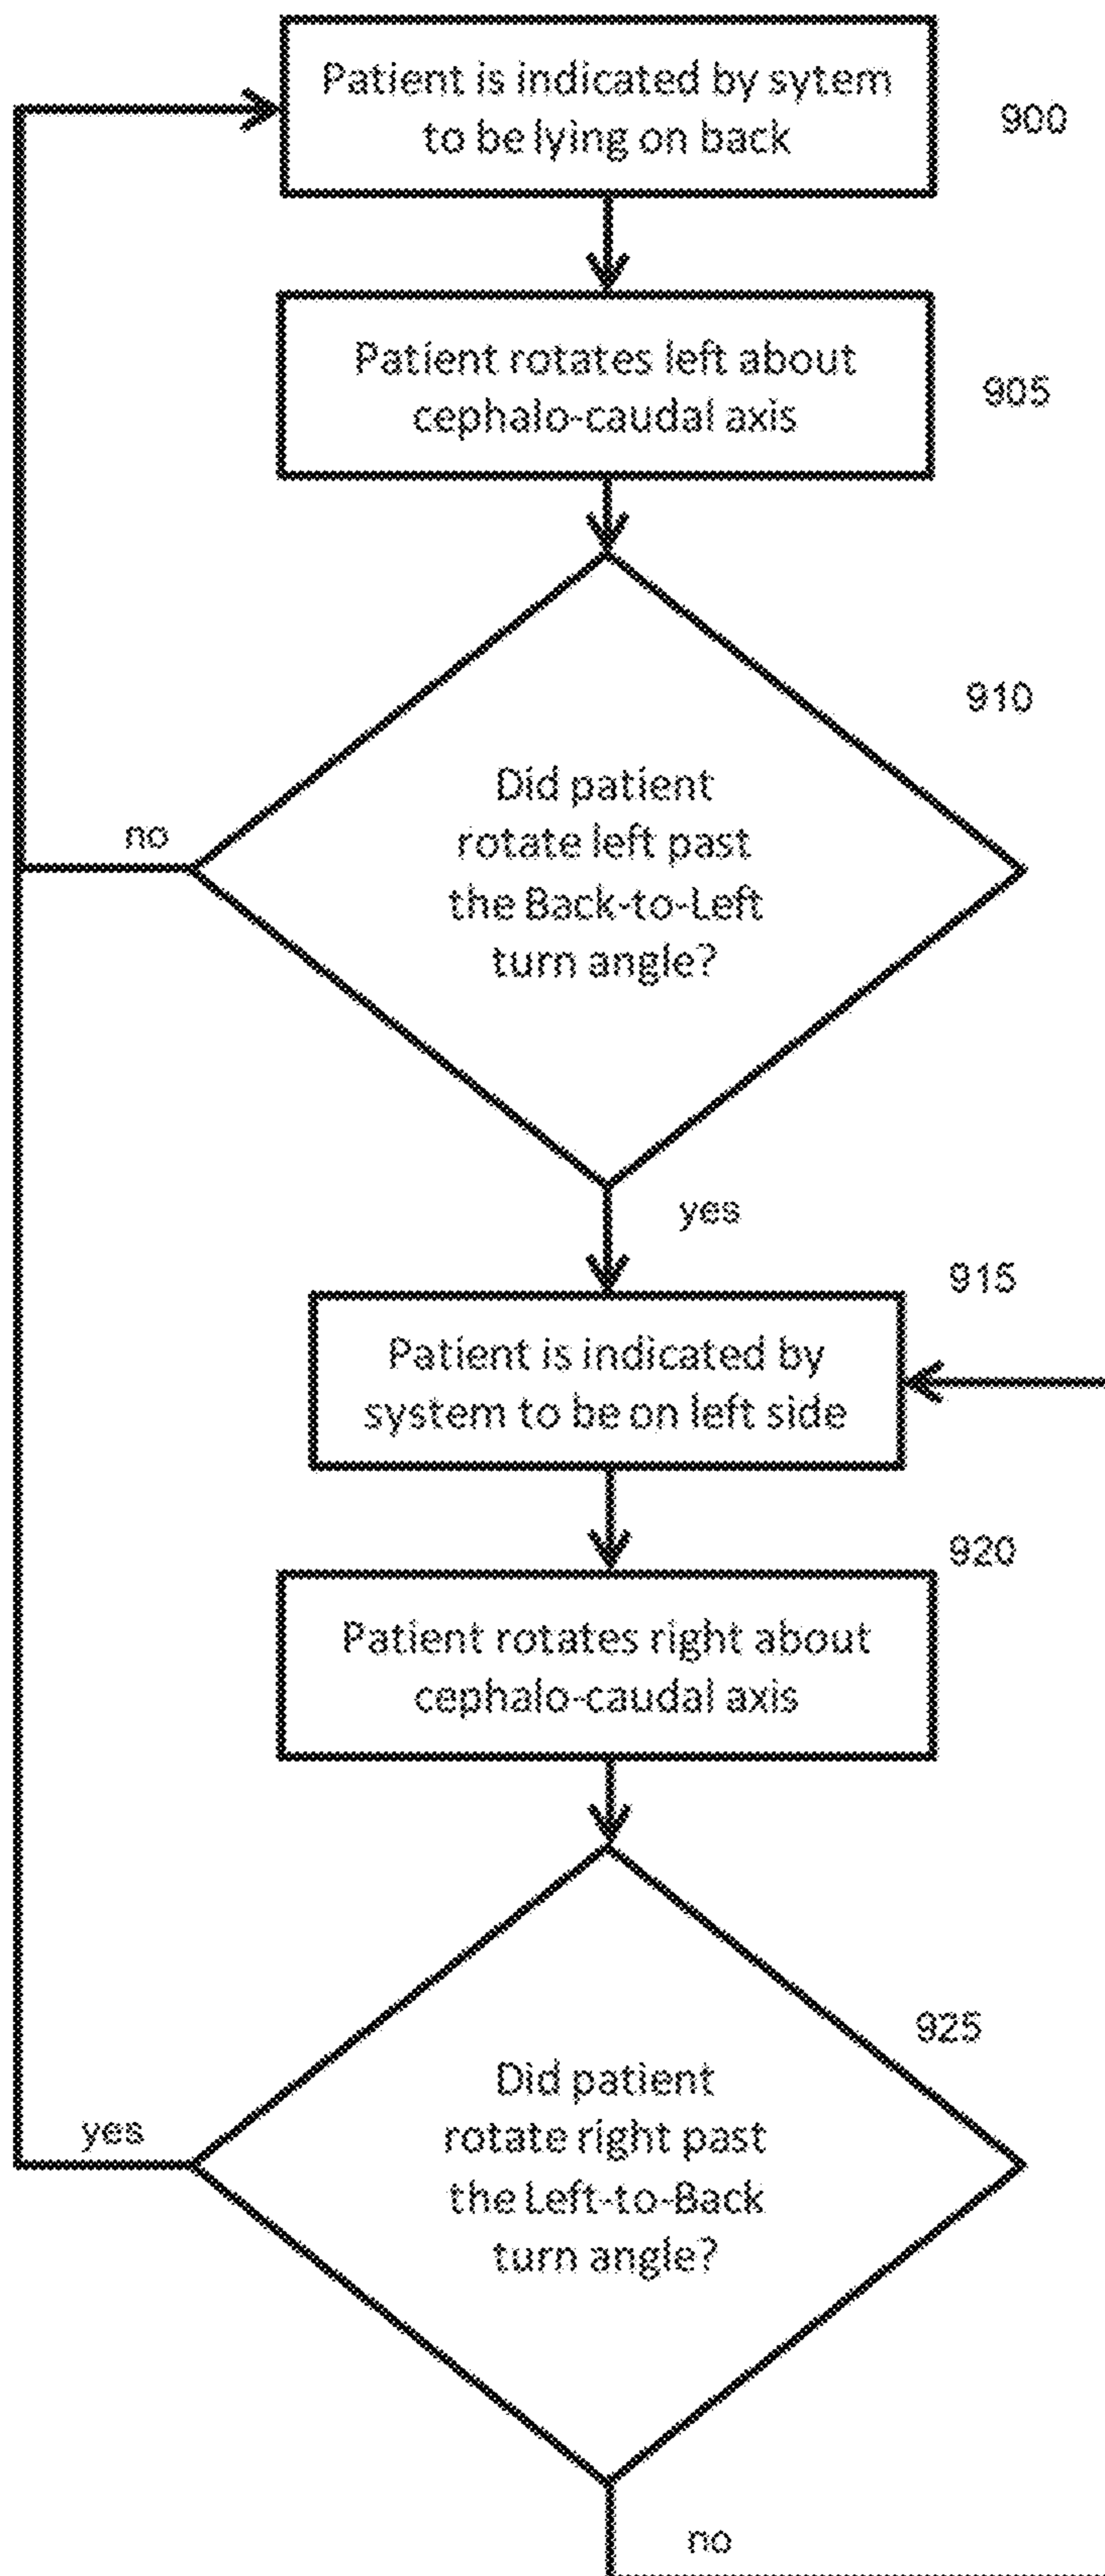 Patient is indicated by sytem
to be lying on back
900
Patient rotates left about
cephalo-caudal axis
905
910
Did patient
rotate left past
the Back-to-Left
turn angle?
no
yes
915
Patient is indicated by
system to be on left side
920
Patient rotates right about
cephalo-caudal axis
925
Did patient
rotate right past
the Left-to-Back
turn angle?
yes
no